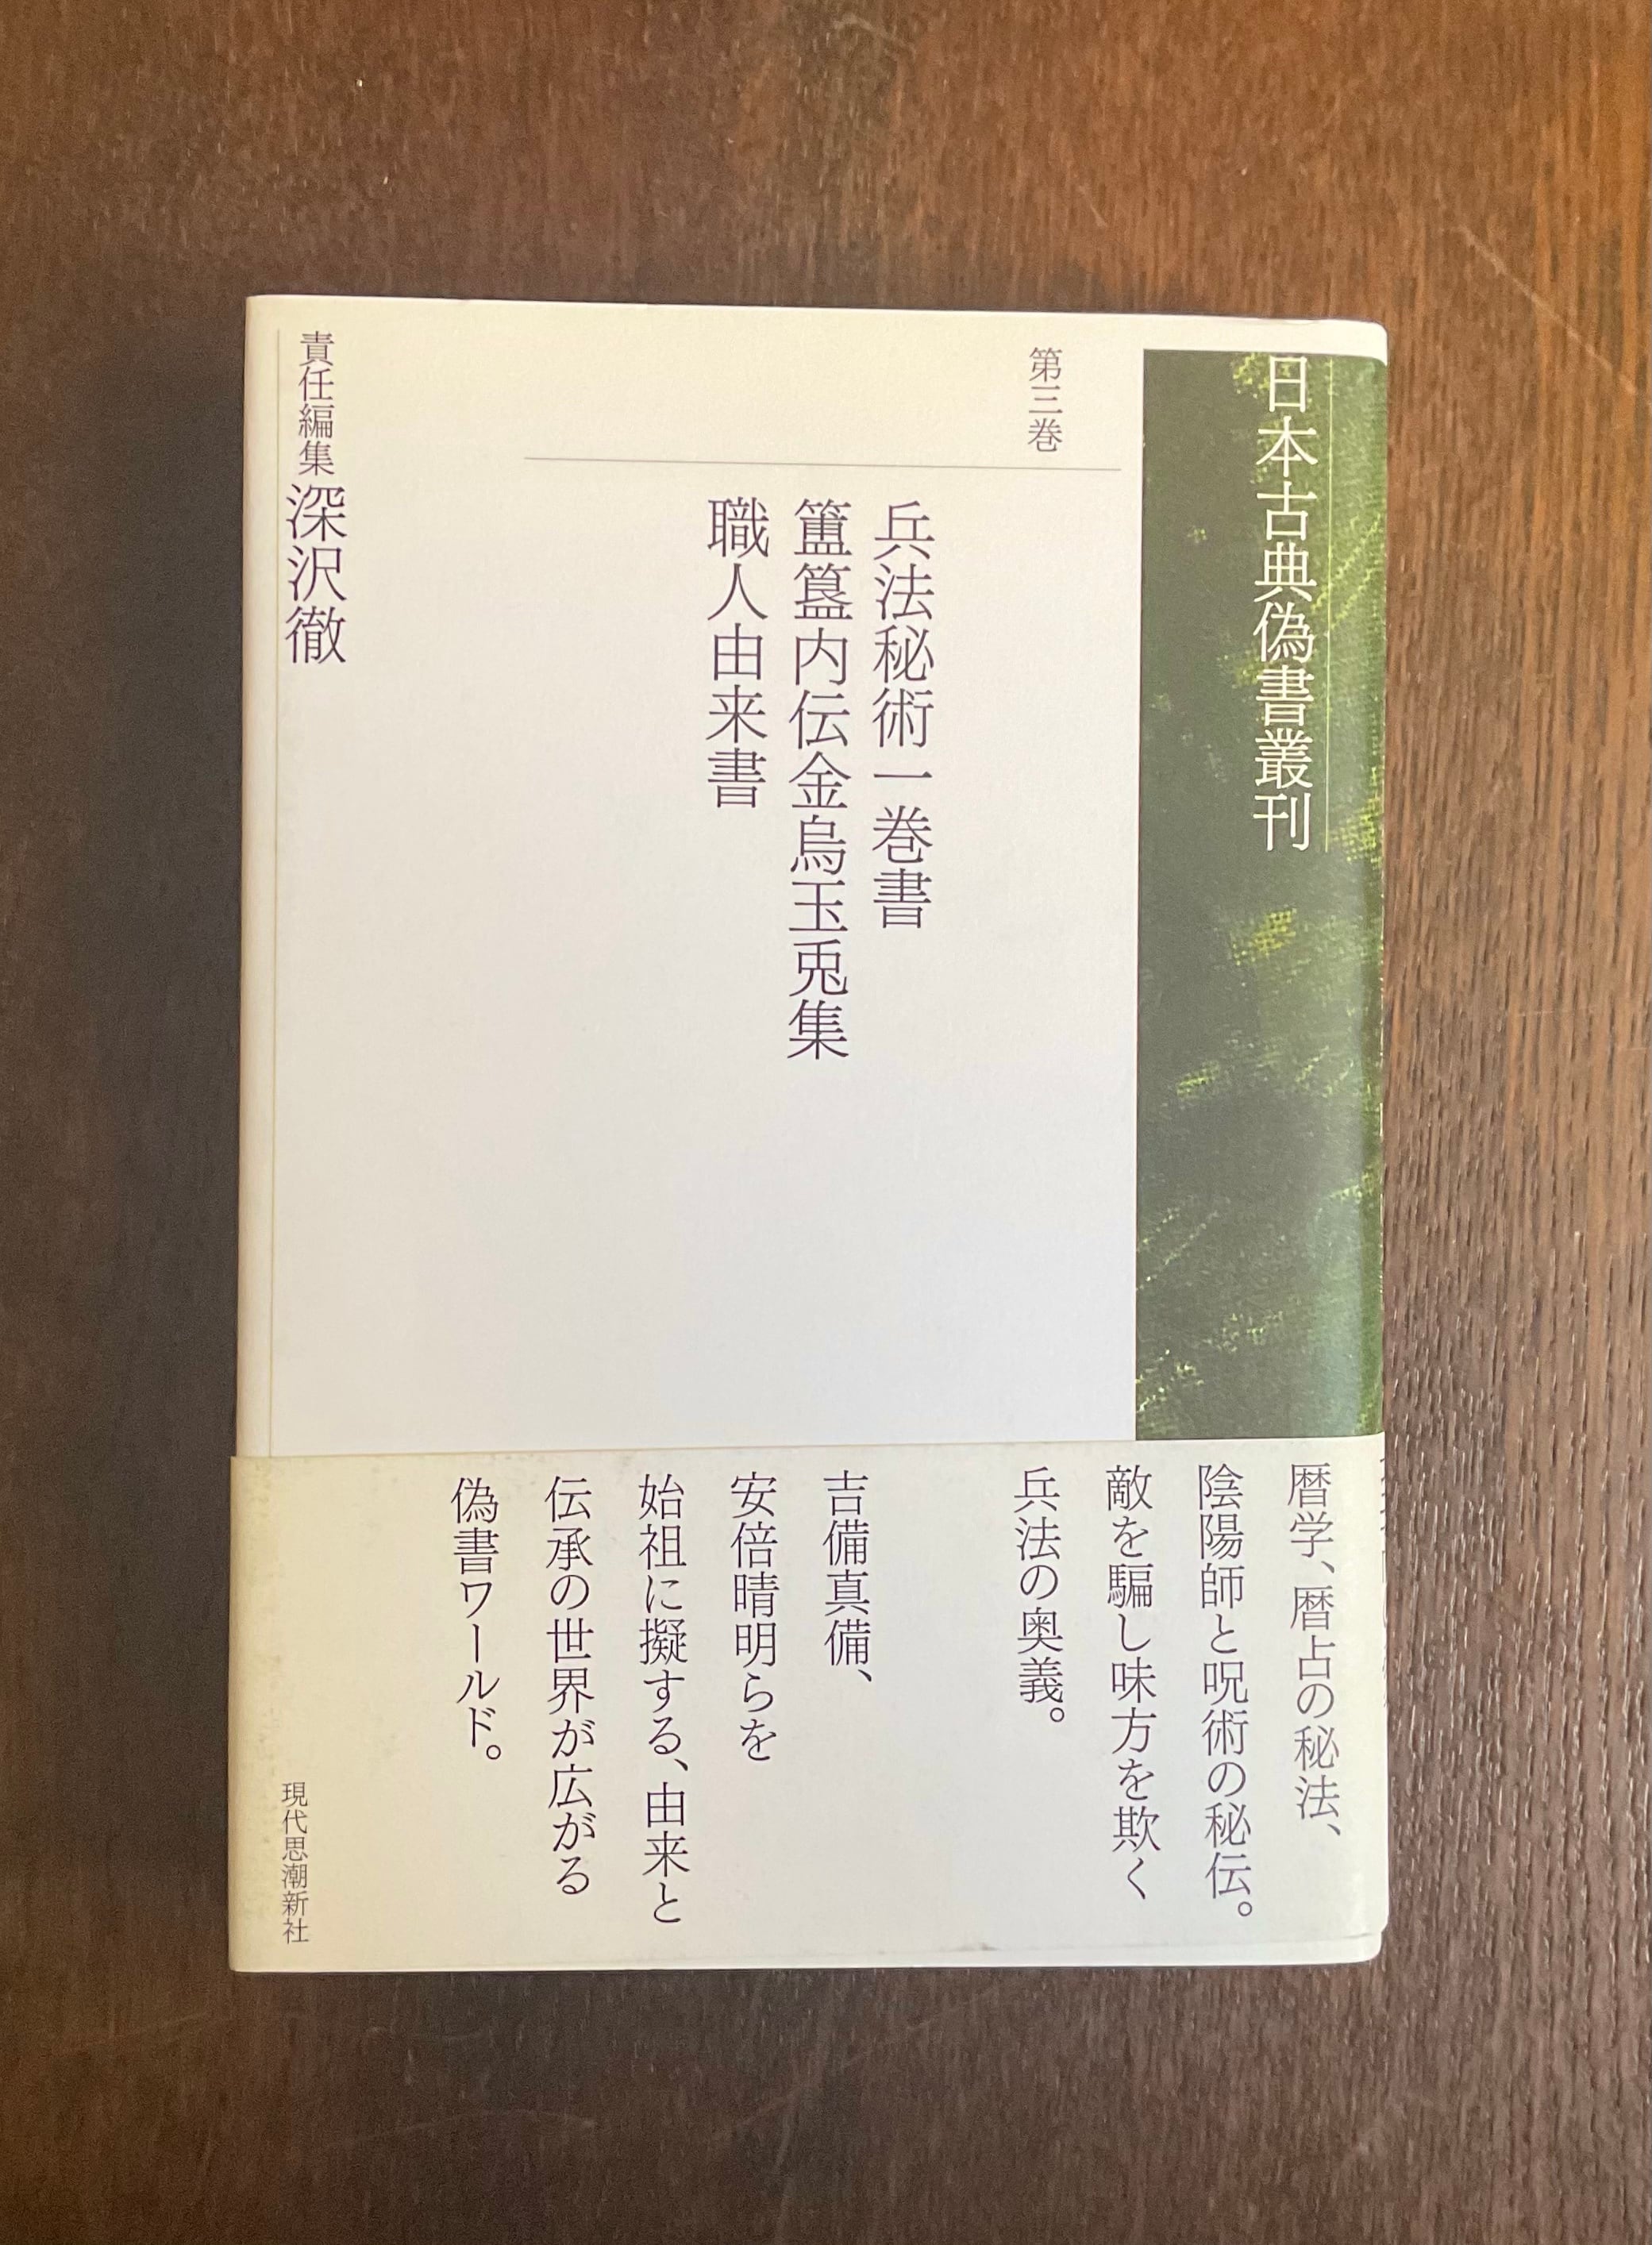 日本古典偽書叢刊
第三巻
兵法秘術一巻書
簠簋内伝金烏玉兎集
職人由来書
責任編集 深沢徹
暦学、暦占の秘法、
陰陽師と呪術の秘伝。
敵を騙し味方を欺く
兵法の奥義。
吉備真備、
安倍晴明らを
始祖に擬する、由来と
伝承の世界が広がる
偽書ワールド。
現代思潮新社